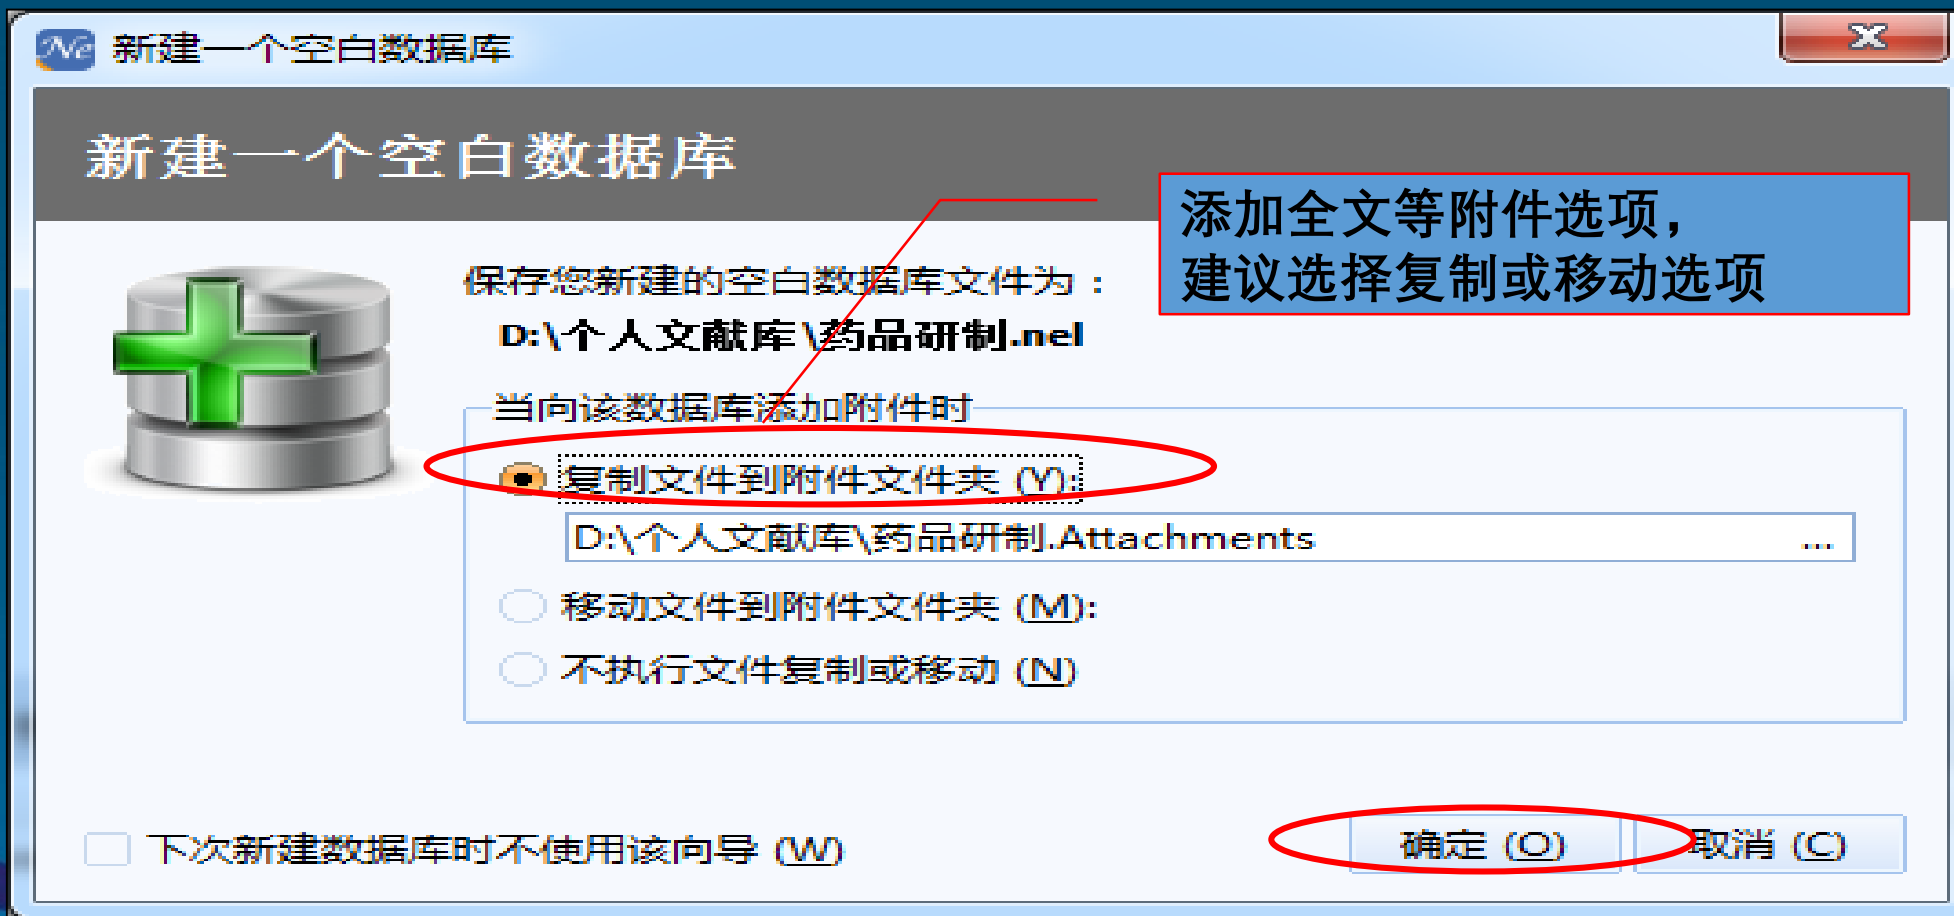 Ne 新建一个空白数据库
新建一个空白数据库
添加全文等附件选项，
建议选择复制或移动选项
保存您新建的空白数据库文件为：
D:\个人文献库\药品研制.nel
当向该数据库添加附件时
复制文件到附件文件夹 (Y):
D:\个人文献库\药品研制.Attachments ...
移动文件到附件文件夹 (M):
不执行文件复制或移动 (N)
下次新建数据库时不使用该向导 (W)
确定 (O) 取消 (C)